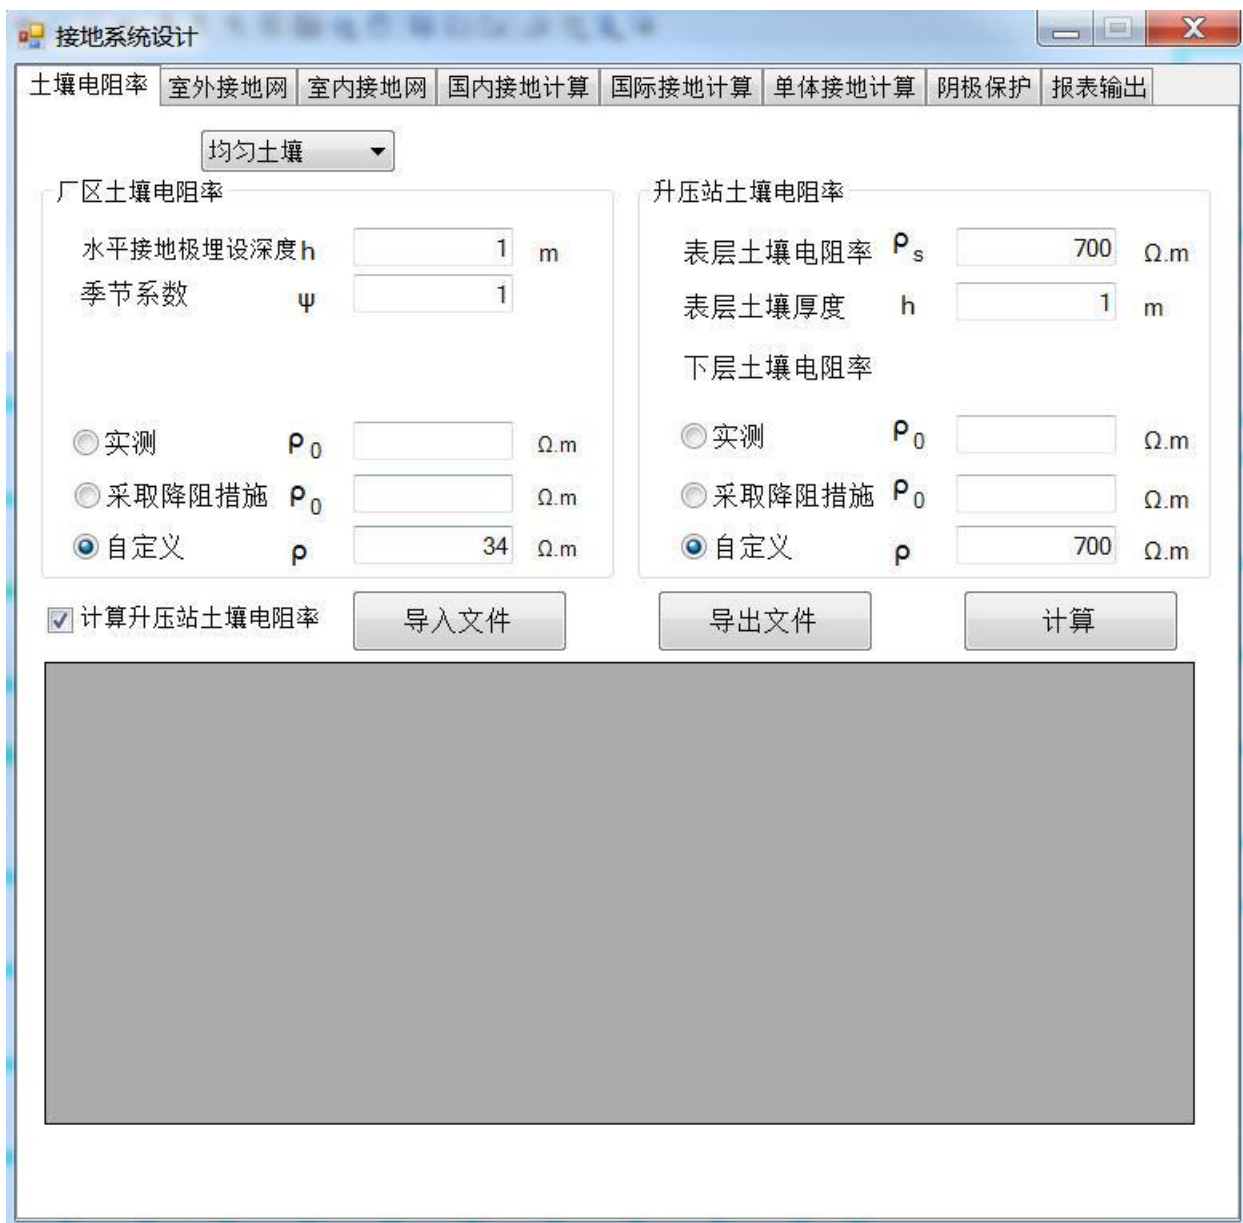 接地系统设计
土壤电阻率 室外接地网 室内接地网 国内接地计算 国际接地计算 单体接地计算 阴极保护 报表输出
均匀土壤
厂区土壤电阻率
水平接地极埋设深度 h 1 m
季节系数 ψ 1
实测 ρ0 Ω.m
采取降阻措施 ρ0 Ω.m
自定义 ρ 34 Ω.m
升压站土壤电阻率
表层土壤电阻率 ρs 700 Ω.m
表层土壤厚度 h 1 m
下层土壤电阻率
实测 ρ0 Ω.m
采取降阻措施 ρ0 Ω.m
自定义 ρ 700 Ω.m
计算升压站土壤电阻率 导入文件 导出文件 计算